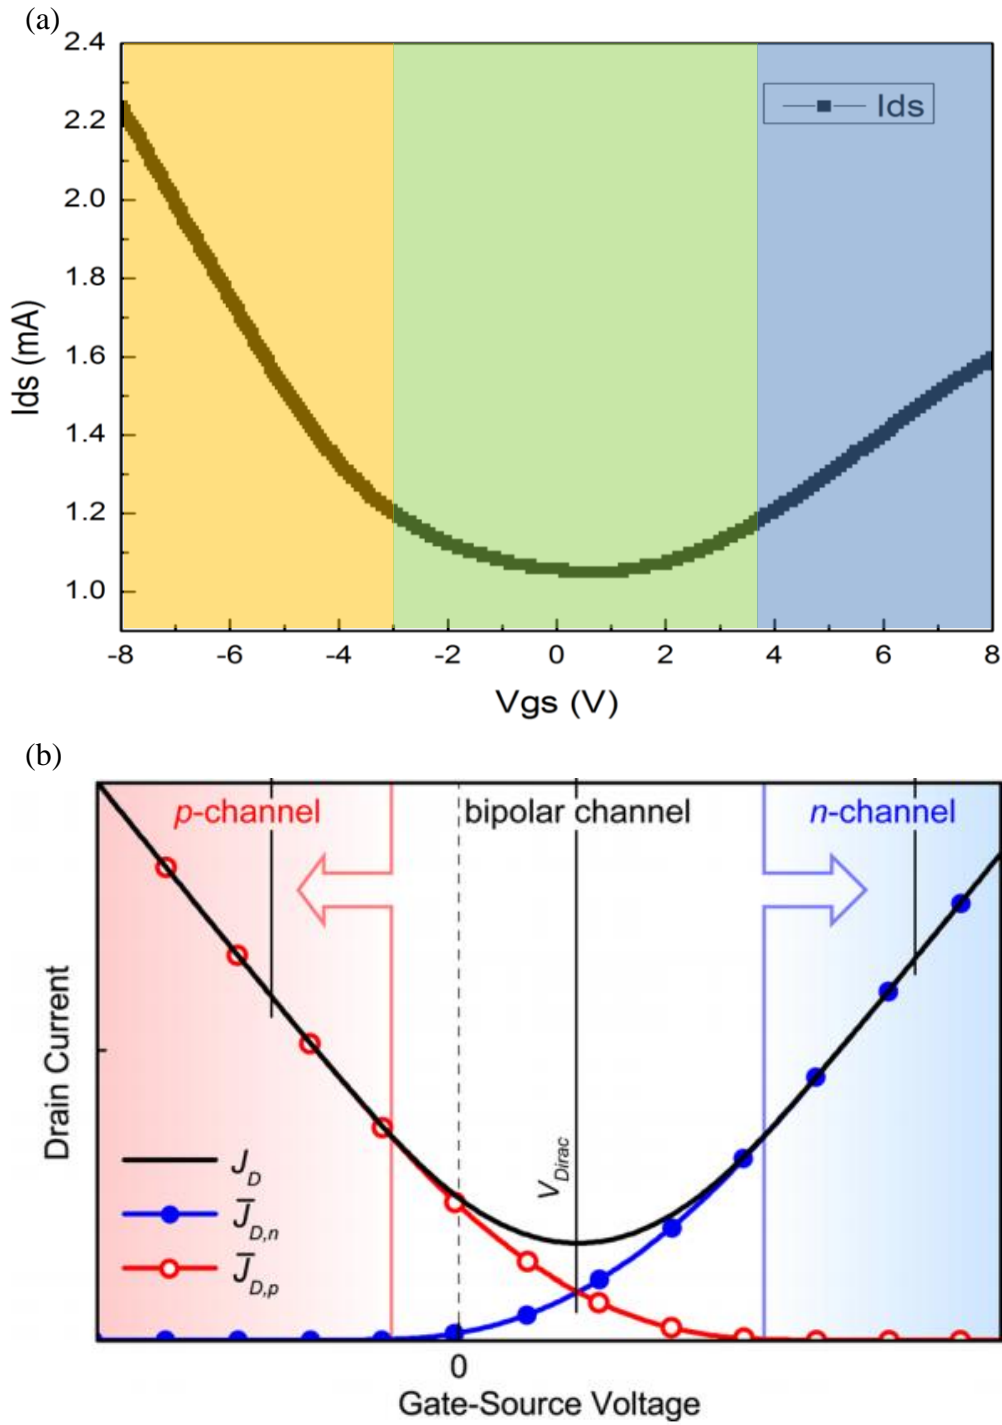 (a)
2.4
2.2
2.0
1.8
1.6
1.4
1.2
1.0
Ids (mA)
Ids
-8 -6 -4 -2 0 2 4 6 8
Vgs (V)
(b)
p-channel bipolar channel n-channel
Drain Current
V_Dirac
J_D
J̅_D,n
J̅_D,p
0
Gate-Source Voltage